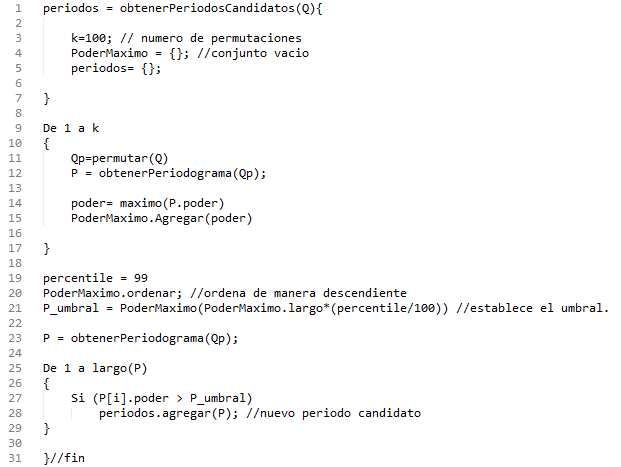 1 periodos = obtenerPeriodosCandidatos(Q){
2
3 k=100; // numero de permutaciones
4 PoderMaximo = {}; //conjunto vacio
5 periodos= {};
6
7 }
8
9 De 1 a k
10 {
11 Qp=permutar(Q)
12 P = obtenerPeriodograma(Qp);
13
14 poder= maximo(P.poder)
15 PoderMaximo.Agregar(poder)
16
17 }
18
19 percentile = 99
20 PoderMaximo.ordenar; //ordena de manera descendiente
21 P_umbral = PoderMaximo(PoderMaximo.largo*(percentile/100)) //establece el umbral.
22
23 P = obtenerPeriodograma(Qp);
24
25 De 1 a largo(P)
26 {
27 Si (P[i].poder > P_umbral)
28 periodos.agregar(P); //nuevo periodo candidato
29 }
30
31 }//fin